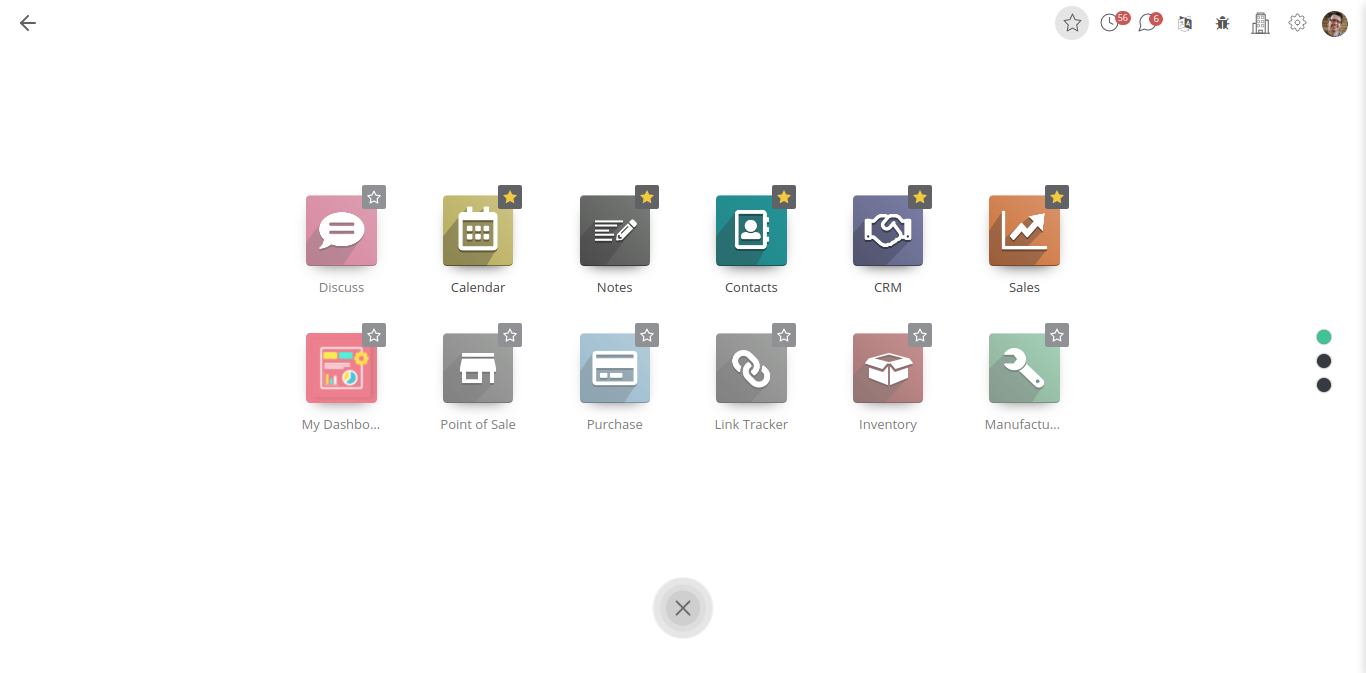 56 6
Discuss Calendar Notes Contacts CRM Sales
My Dashbo... Point of Sale Purchase Link Tracker Inventory Manufactu...